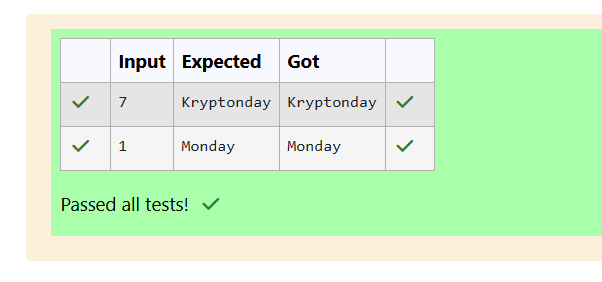 Input Expected Got
7 Kryptonday Kryptonday
1 Monday Monday
Passed all tests!